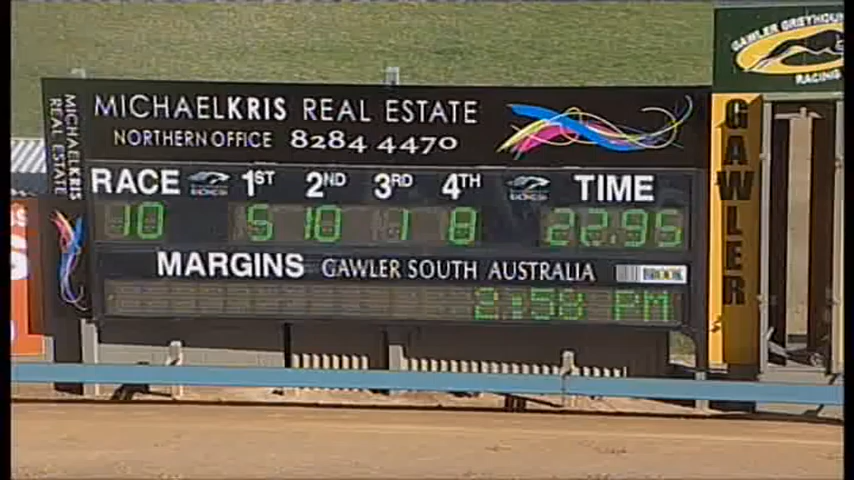 MICHAELKRIS REAL ESTATE
NORTHERN OFFICE 8284 4470
MICHAELKRIS
REAL ESTATE
RACE 1ST 2ND 3RD 4TH TIME
10 5 10 1 8 22.95
MARGINS GAWLER SOUTH AUSTRALIA
2:58 PM
GAWLER GREYHOUN
RACING
GAWLER